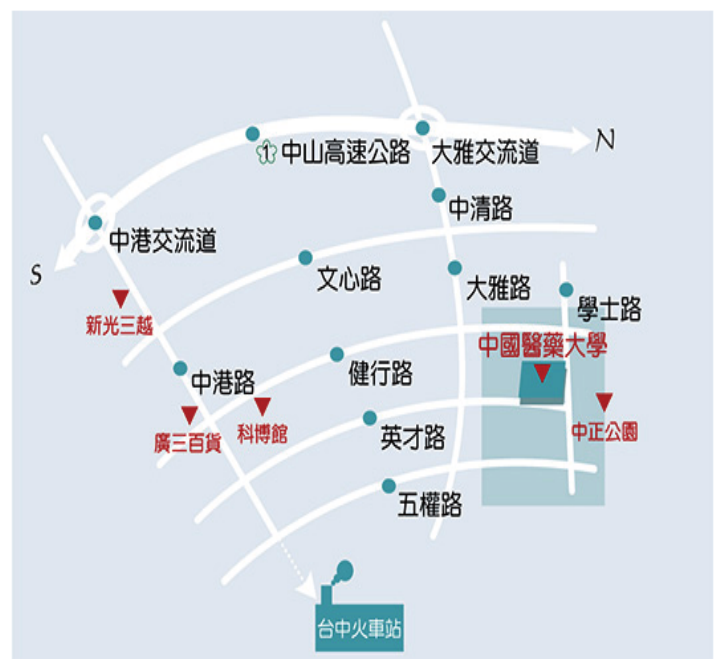 1 中山高速公路
大雅交流道
N
中清路
中港交流道
S
文心路
大雅路
學士路
新光三越
中國醫藥大學
中港路
健行路
廣三百貨
科博館
英才路
中正公園
五權路
台中火車站